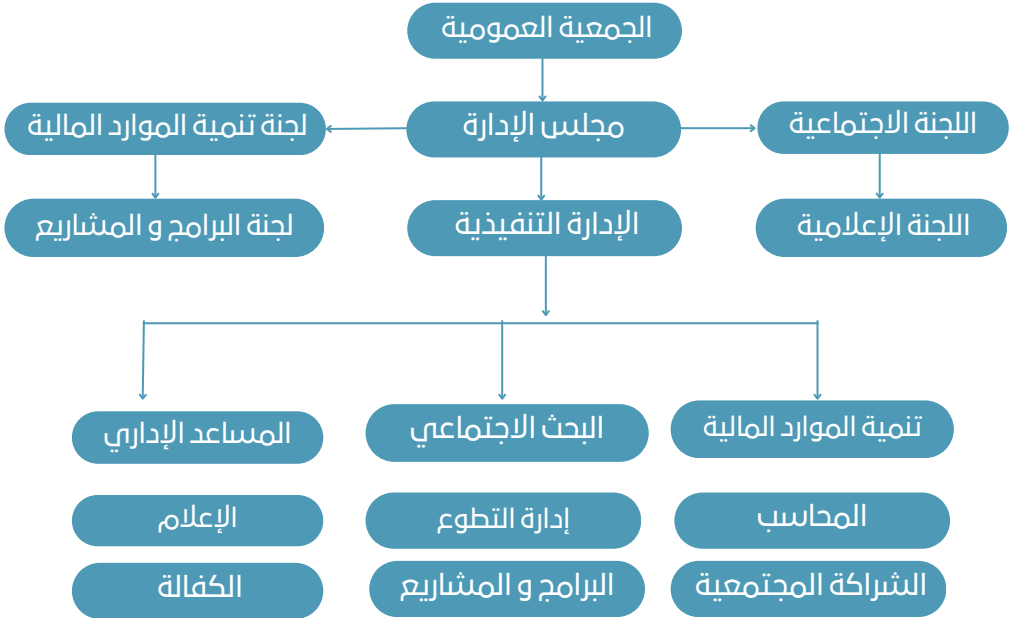 الجمعية العمومية
اللجنة الاجتماعية
مجلس الإدارة
لجنة تنمية الموارد المالية
اللجنة الإعلامية
الإدارة التنفيذية
لجنة البرامج و المشاريع
تنمية الموارد المالية
البحث الاجتماعي
المساعد الإداري
المحاسب
إدارة التطوع
الإعلام
الشراكة المجتمعية
البرامج و المشاريع
الكفالة